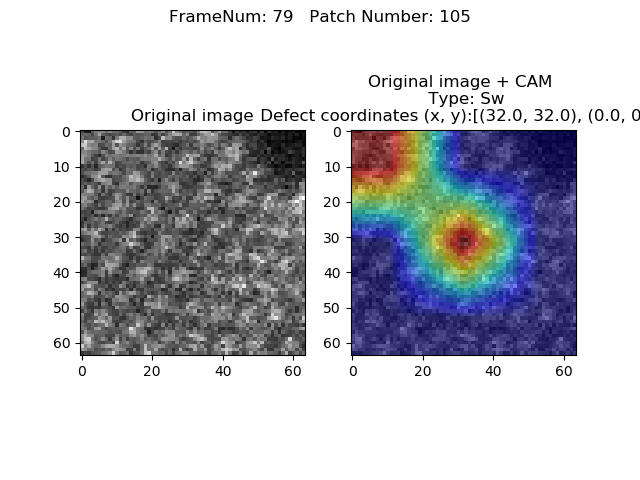 FrameNum: 79   Patch Number: 105
Original image + CAM
Type: Sw
Original image
Defect coordinates (x, y):[(32.0, 32.0), (0.0, 0
0
10
20
30
40
50
60
0 20 40 60
0
10
20
30
40
50
60
0 20 40 60